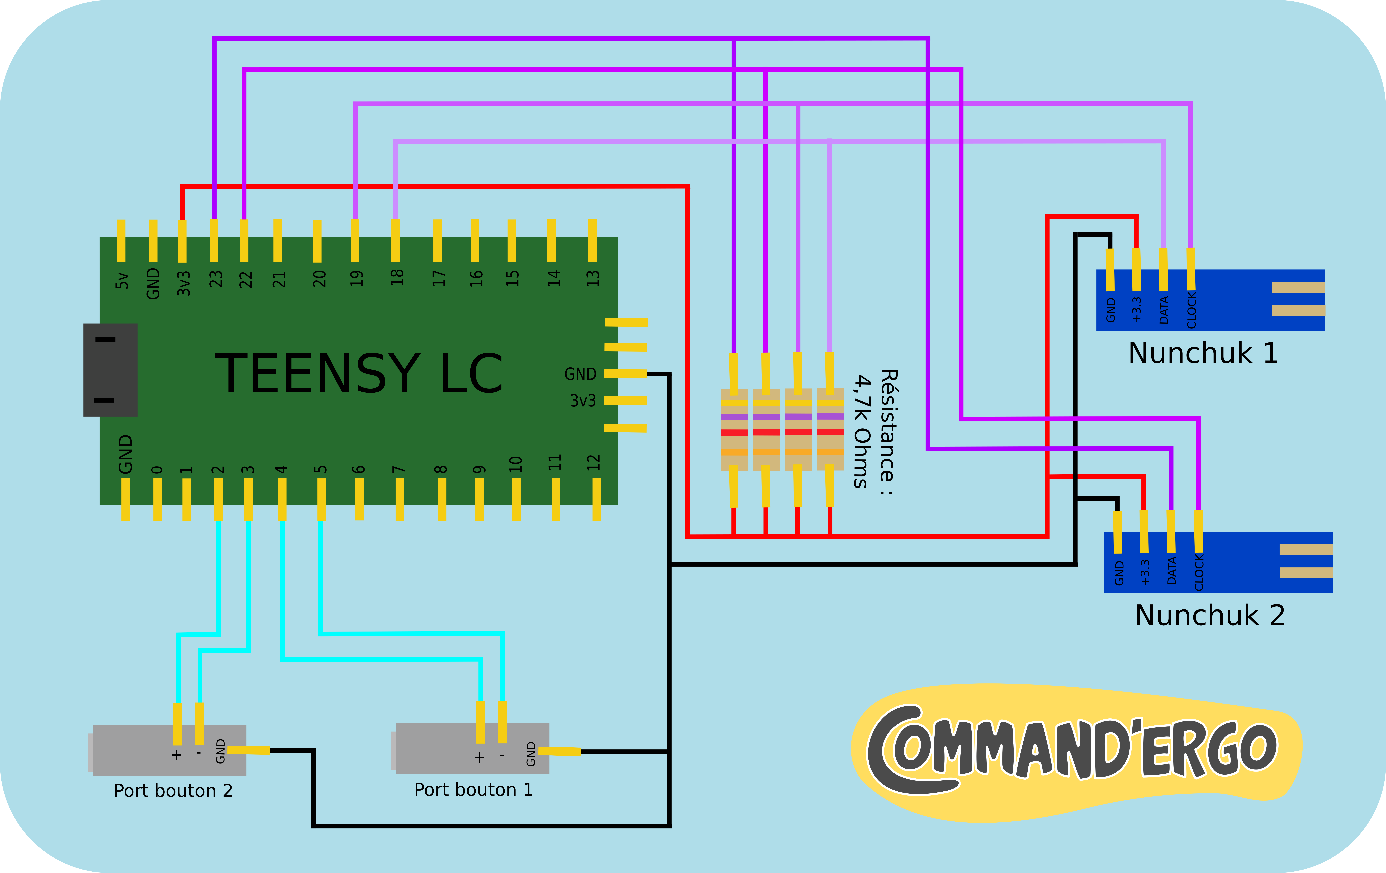 5v
GND
3v3
23
22
21
20
19
18
17
16
15
14
13
TEENSY LC
GND
3v3
GND
0
1
2
3
4
5
6
7
8
9
10
11
12
Résistance :
4,7k Ohms
GND
+3.3
DATA
CLOCK
Nunchuk 1
GND
+3.3
DATA
CLOCK
Nunchuk 2
+
-
GND
Port bouton 2
+
-
GND
Port bouton 1
COMMAND'ERGO